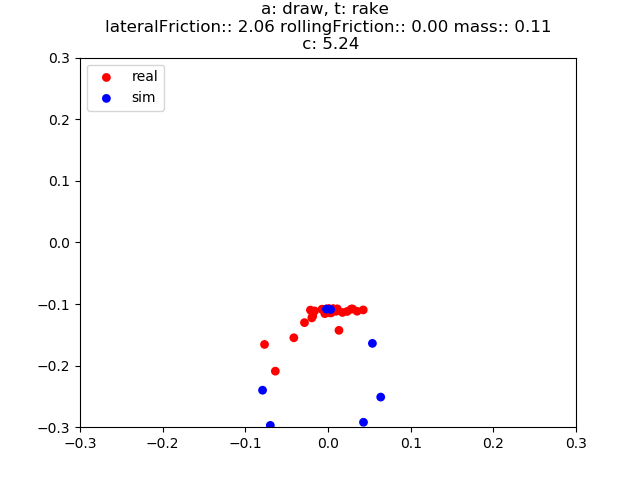 a: draw, t: rake
lateralFriction:: 2.06 rollingFriction:: 0.00 mass:: 0.11
c: 5.24
real
sim
0.3
0.2
0.1
0.0
−0.1
−0.2
−0.3
−0.3 −0.2 −0.1 0.0 0.1 0.2 0.3